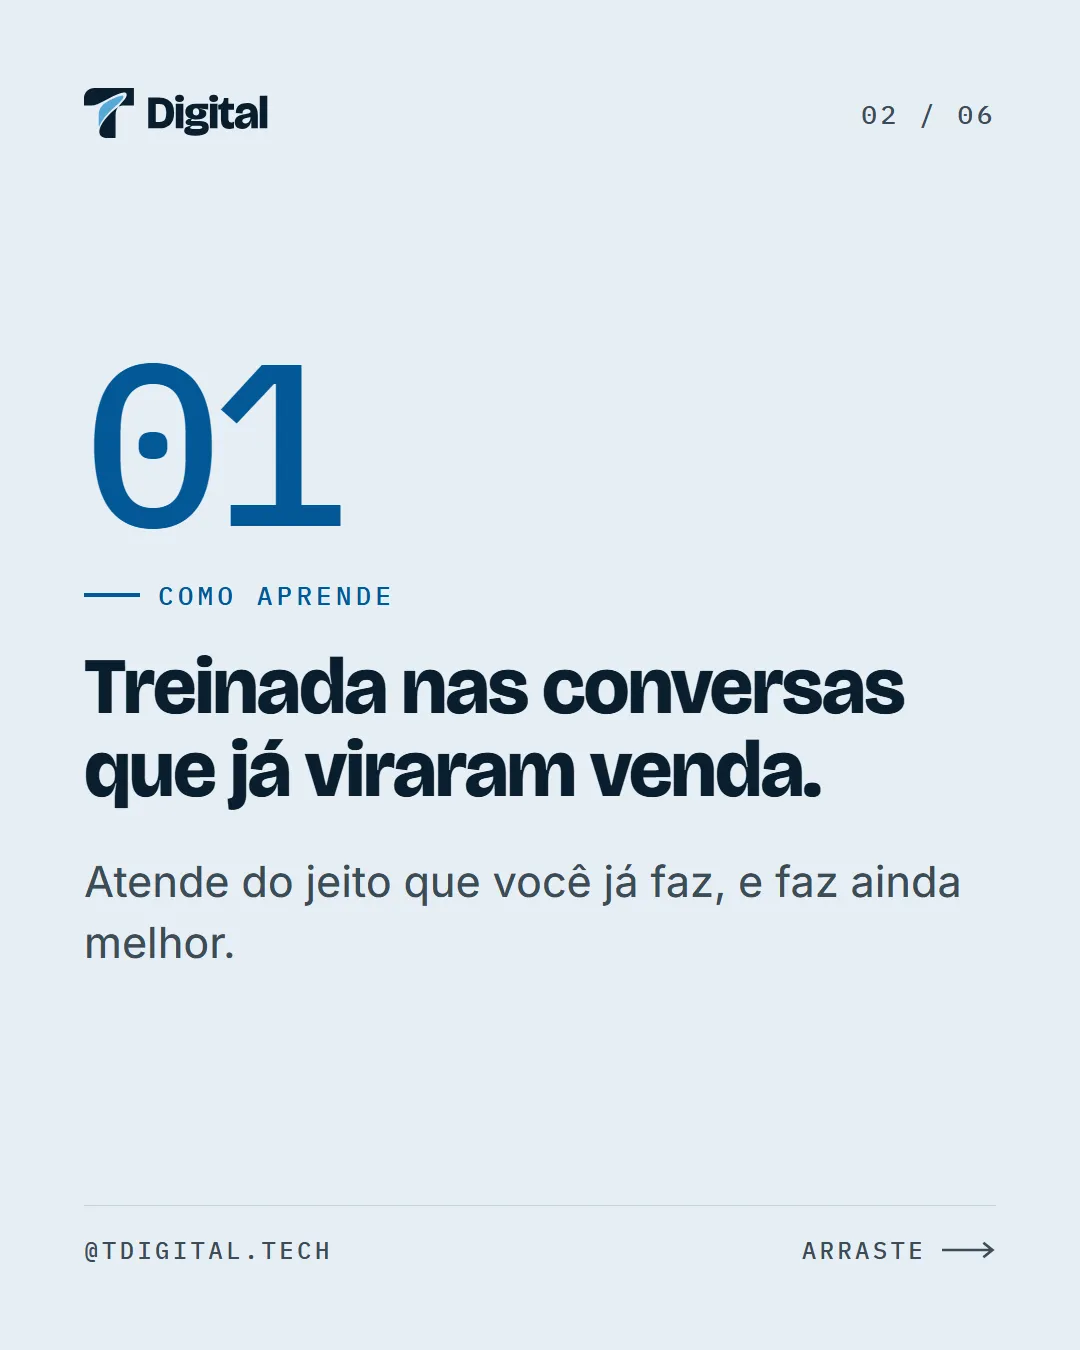 Digital
02 / 06
01
COMO APRENDE
Treinada nas conversas
que já viraram venda.
Atende do jeito que você já faz, e faz ainda
melhor.
@TDIGITAL.TECH
ARRASTE